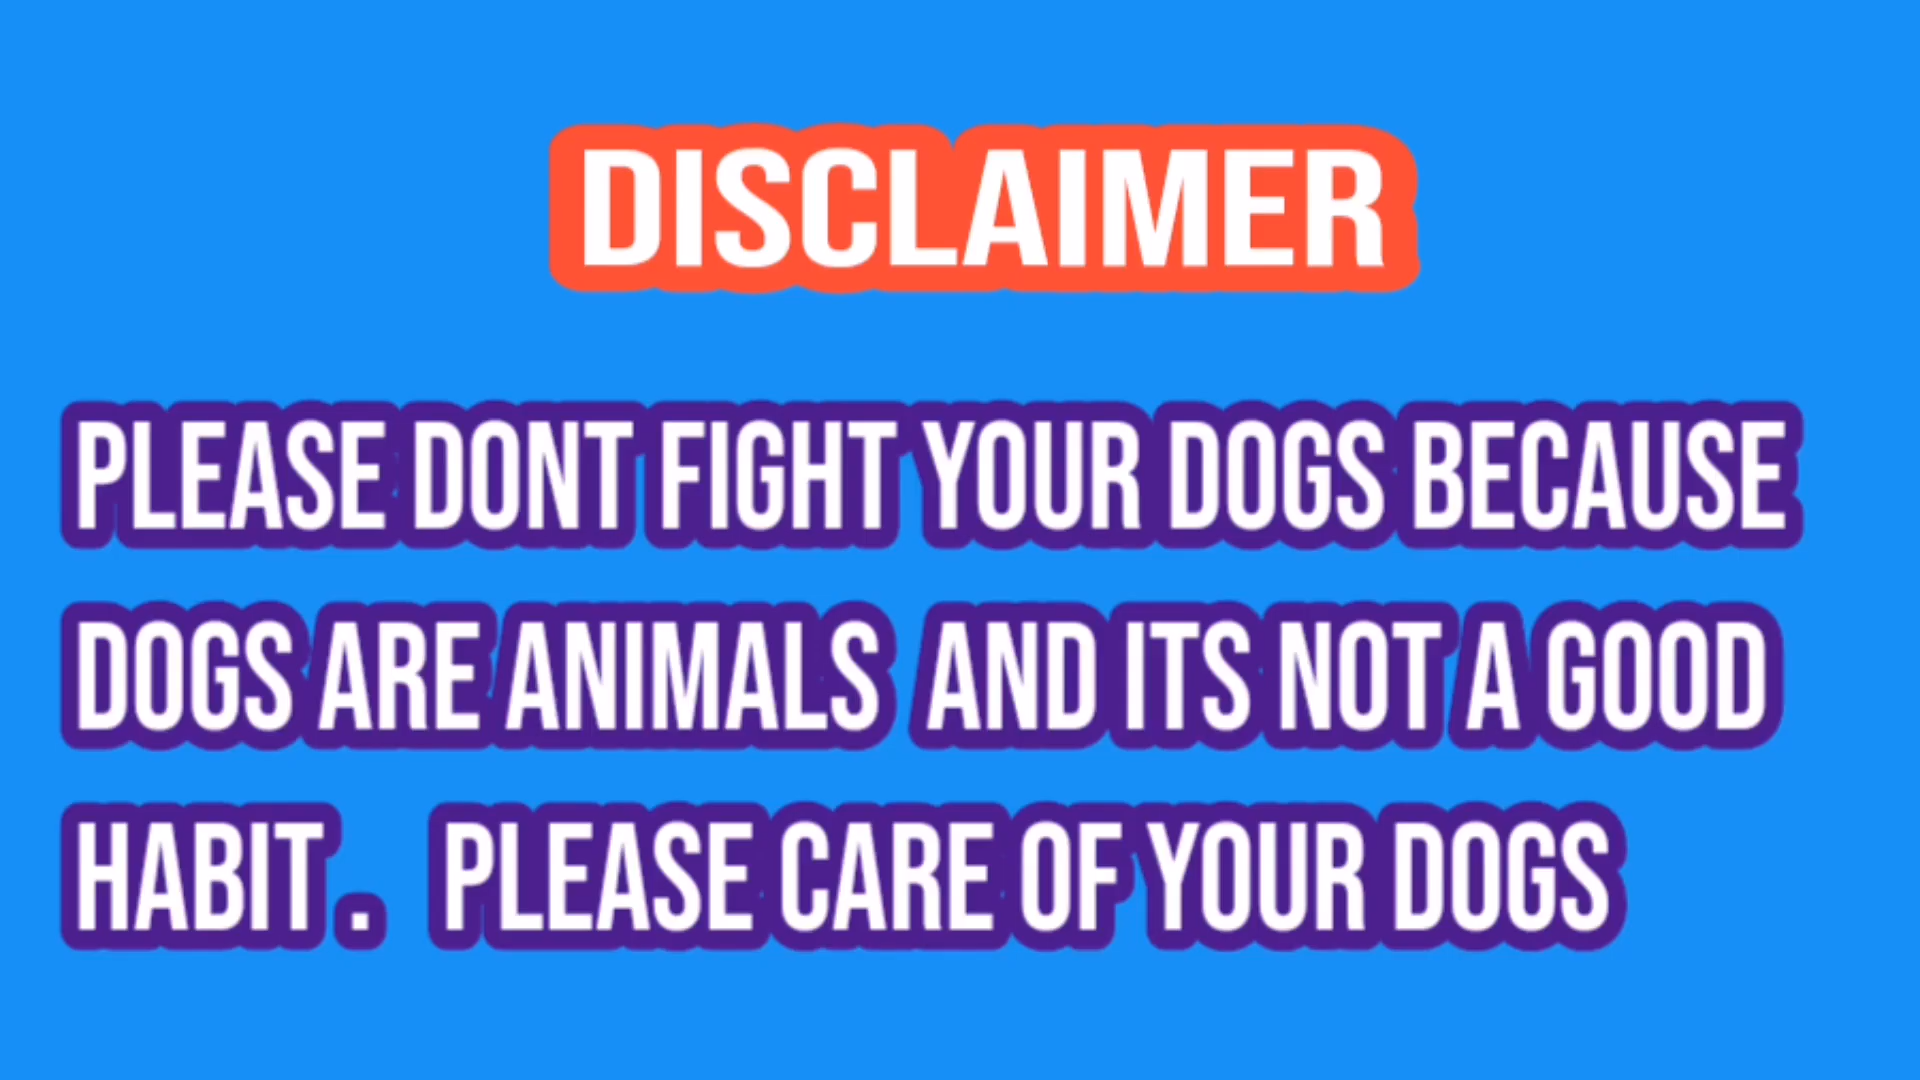 DISCLAIMER
PLEASE DONT FIGHT YOUR DOGS BECAUSE
DOGS ARE ANIMALS AND ITS NOT A GOOD
HABIT. PLEASE CARE OF YOUR DOGS